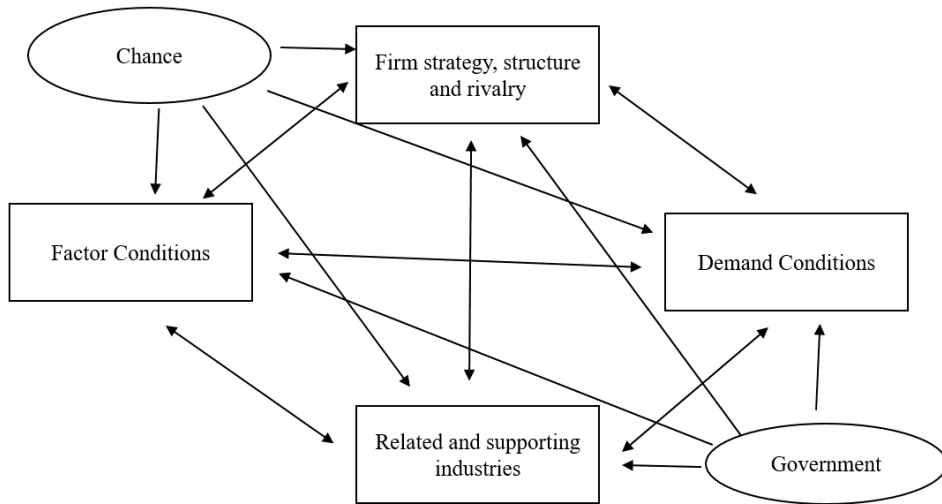 Chance
Firm strategy, structure
and rivalry
Factor Conditions
Demand Conditions
Related and supporting
industries
Government